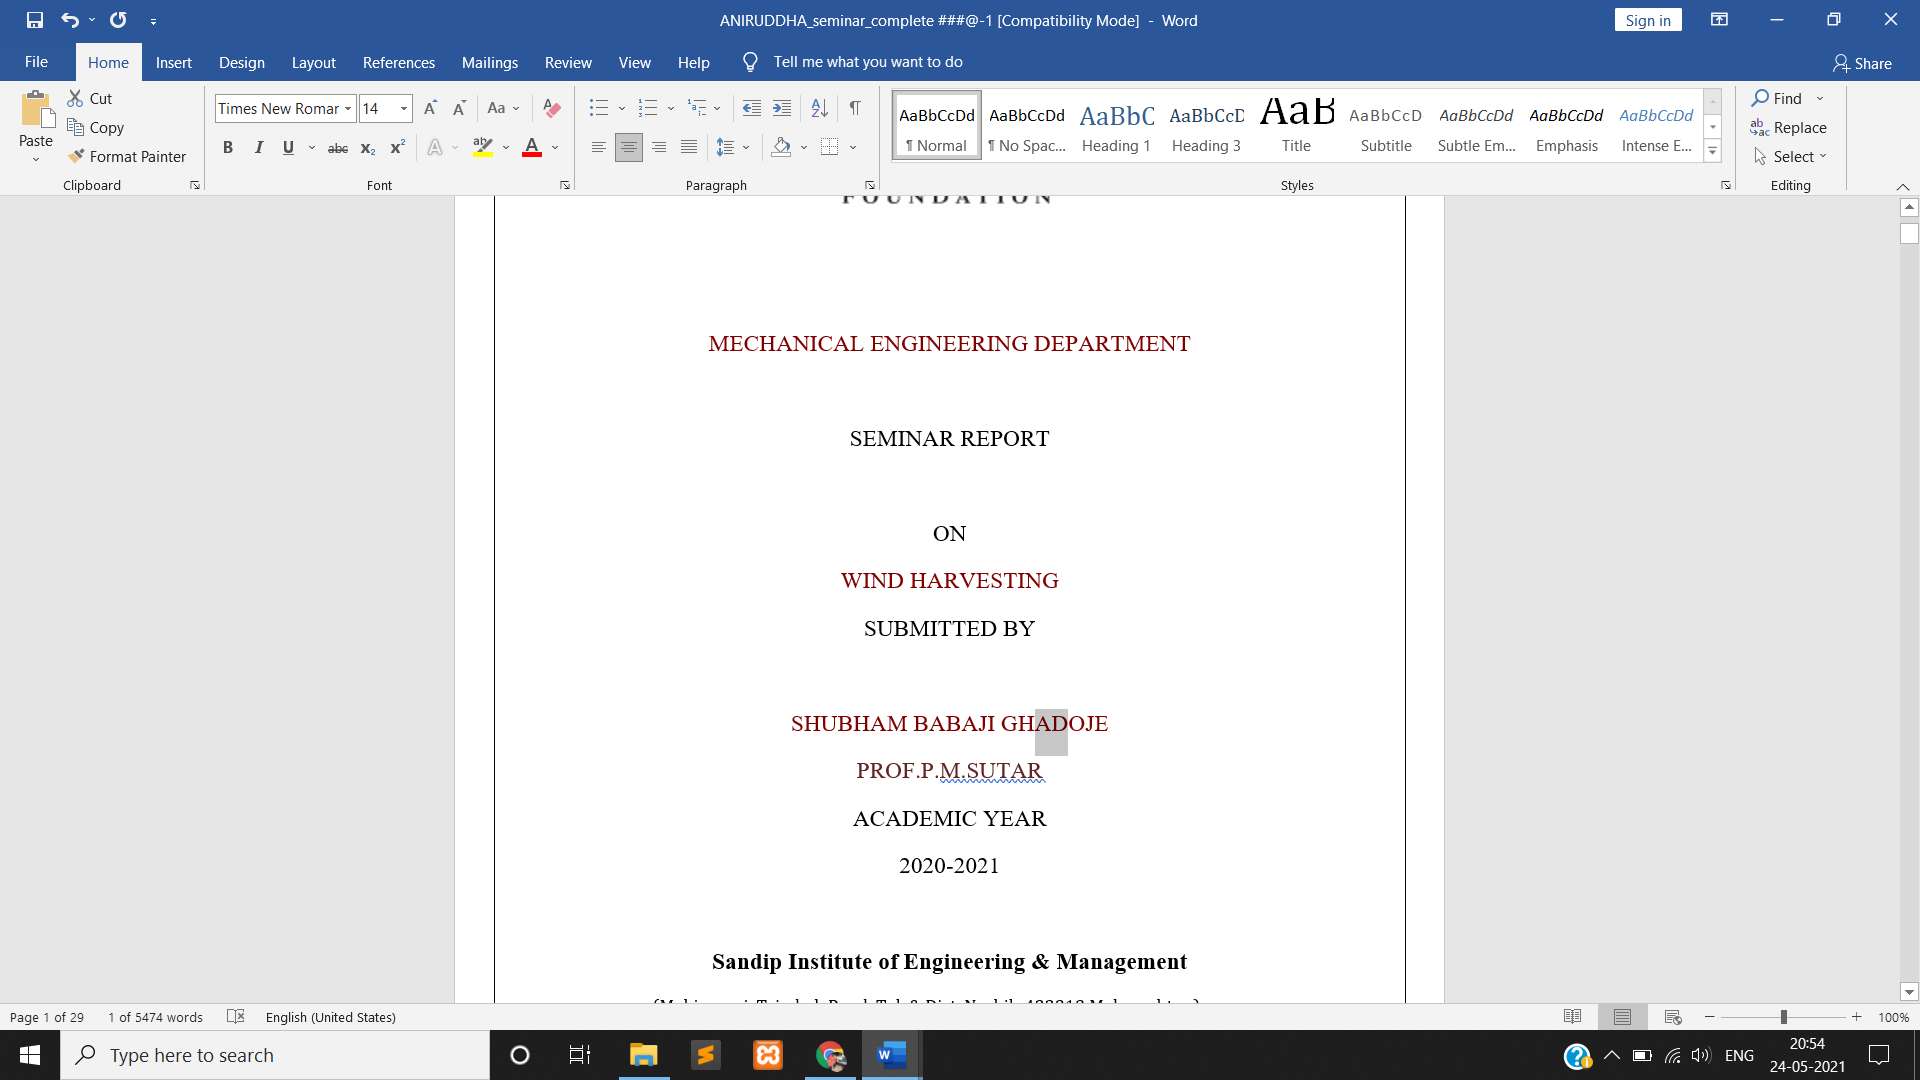 ANIRUDDHA_seminar_complete ###@-1 [Compatibility Mode] - Word
Sign in
File Home Insert Design Layout References Mailings Review View Help Tell me what you want to do Share
Paste
Cut
Copy
Format Painter
Clipboard
Times New Romar 14 Aa
B I U abc x₂ x² A ab A
Font
Paragraph
AaBbCcDd AaBbCcDd AaBbC AaBbCcD AaB AaBbCcD AaBbCcDd AaBbCcDd AaBbCcDd
¶ Normal ¶ No Spac... Heading 1 Heading 3 Title Subtitle Subtle Em... Emphasis Intense E...
Styles
Find
Replace
Select
Editing
FOUNDATION
MECHANICAL ENGINEERING DEPARTMENT
SEMINAR REPORT
ON
WIND HARVESTING
SUBMITTED BY
SHUBHAM BABAJI GHADOJE
PROF.P.M.SUTAR
ACADEMIC YEAR
2020-2021
Sandip Institute of Engineering & Management
Page 1 of 29 1 of 5474 words English (United States) 100%
Type here to search
ENG
20:54
24-05-2021